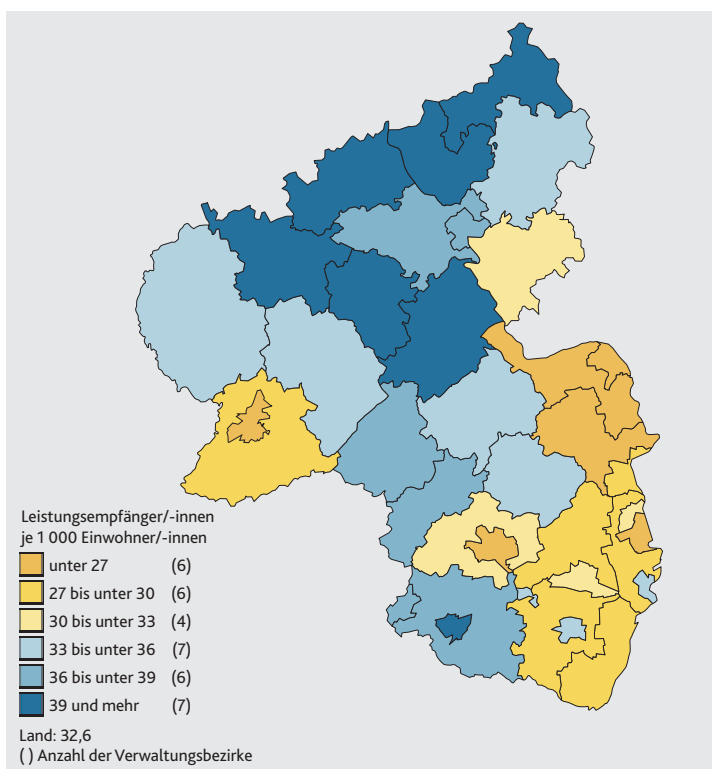 Leistungsempfänger/-innen
je 1 000 Einwohner/-innen
unter 27 (6)
27 bis unter 30 (6)
30 bis unter 33 (4)
33 bis unter 36 (7)
36 bis unter 39 (6)
39 und mehr (7)
Land: 32,6
( ) Anzahl der Verwaltungsbezirke